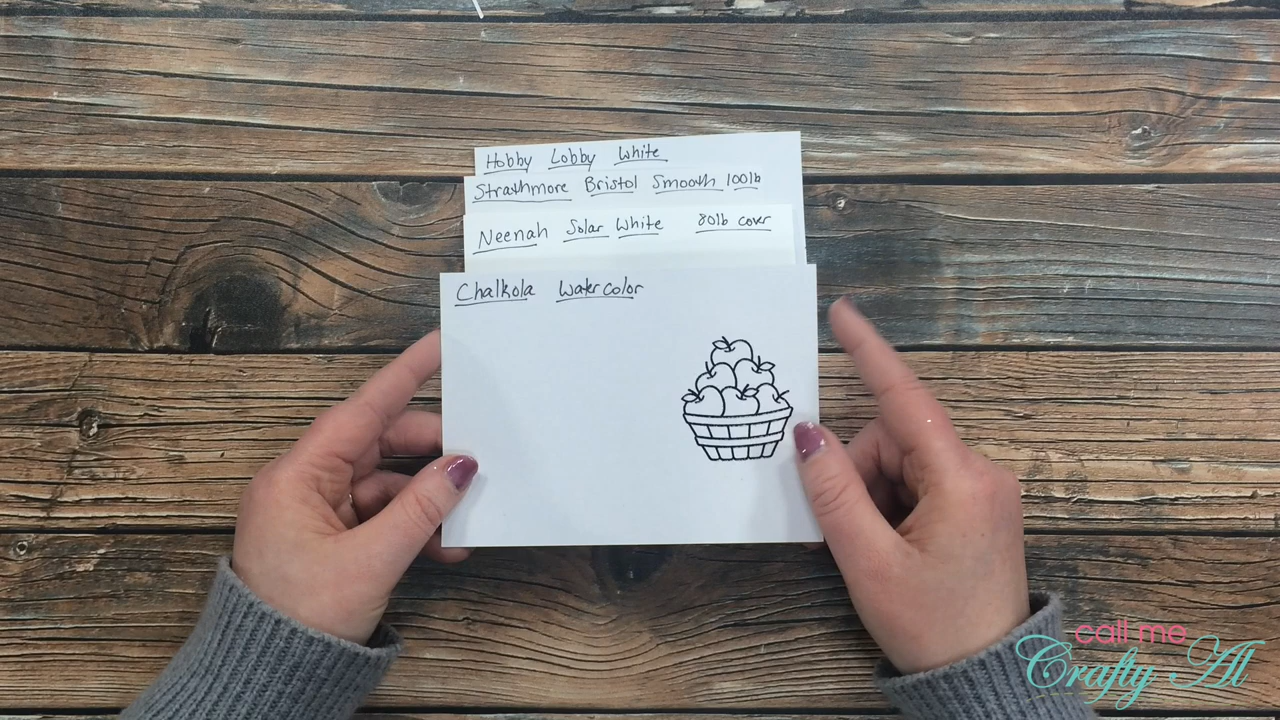 Hobby Lobby White
Strathmore Bristol Smooth 100lb
Neenah Solar White 80lb cover
Chalkola Watercolor
call me
Crafty Al